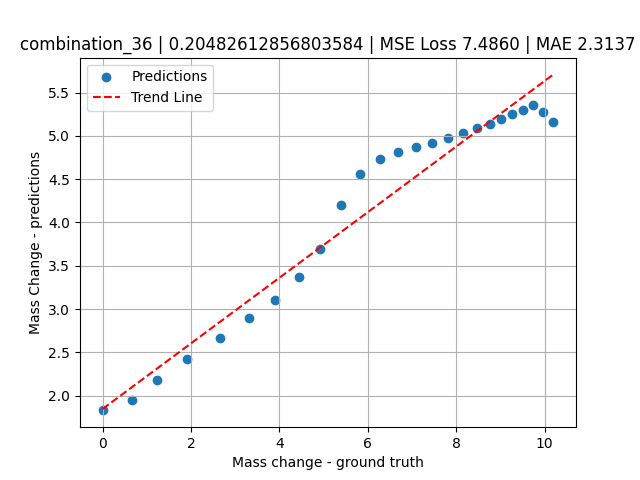 combination_36 | 0.20482612856803584 | MSE Loss 7.4860 | MAE 2.3137
Predictions
Trend Line
5.5
5.0
4.5
4.0
3.5
3.0
2.5
2.0
Mass Change - predictions
0 2 4 6 8 10
Mass change - ground truth